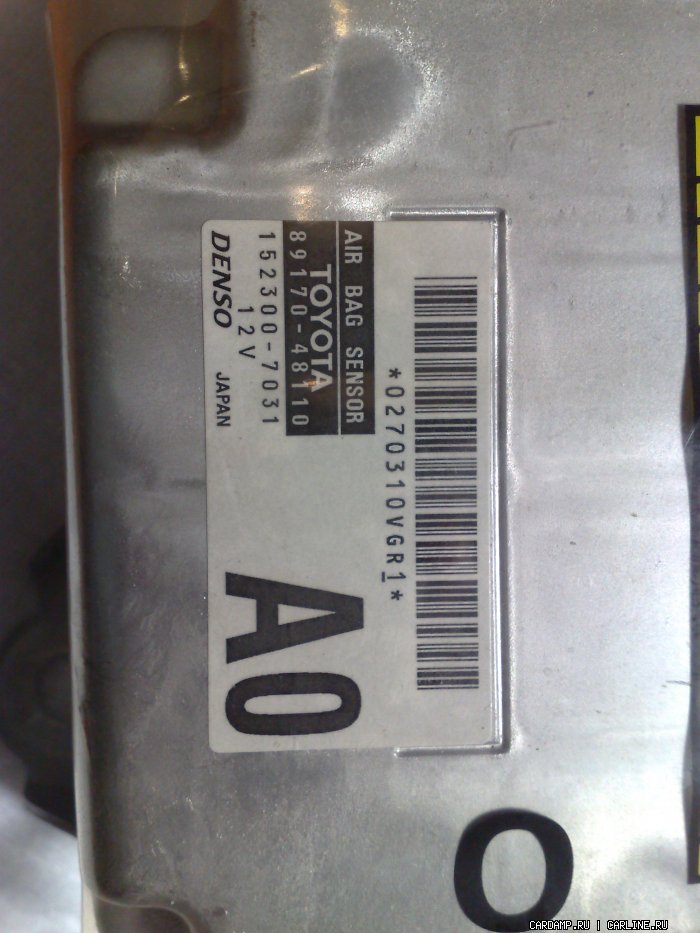 *0270310VGR1*
AIR BAG SENSOR
TOYOTA
89170-48110
152300-7031
12V
DENSO JAPAN
A0
O
CARDAMP.RU | CARLINE.RU